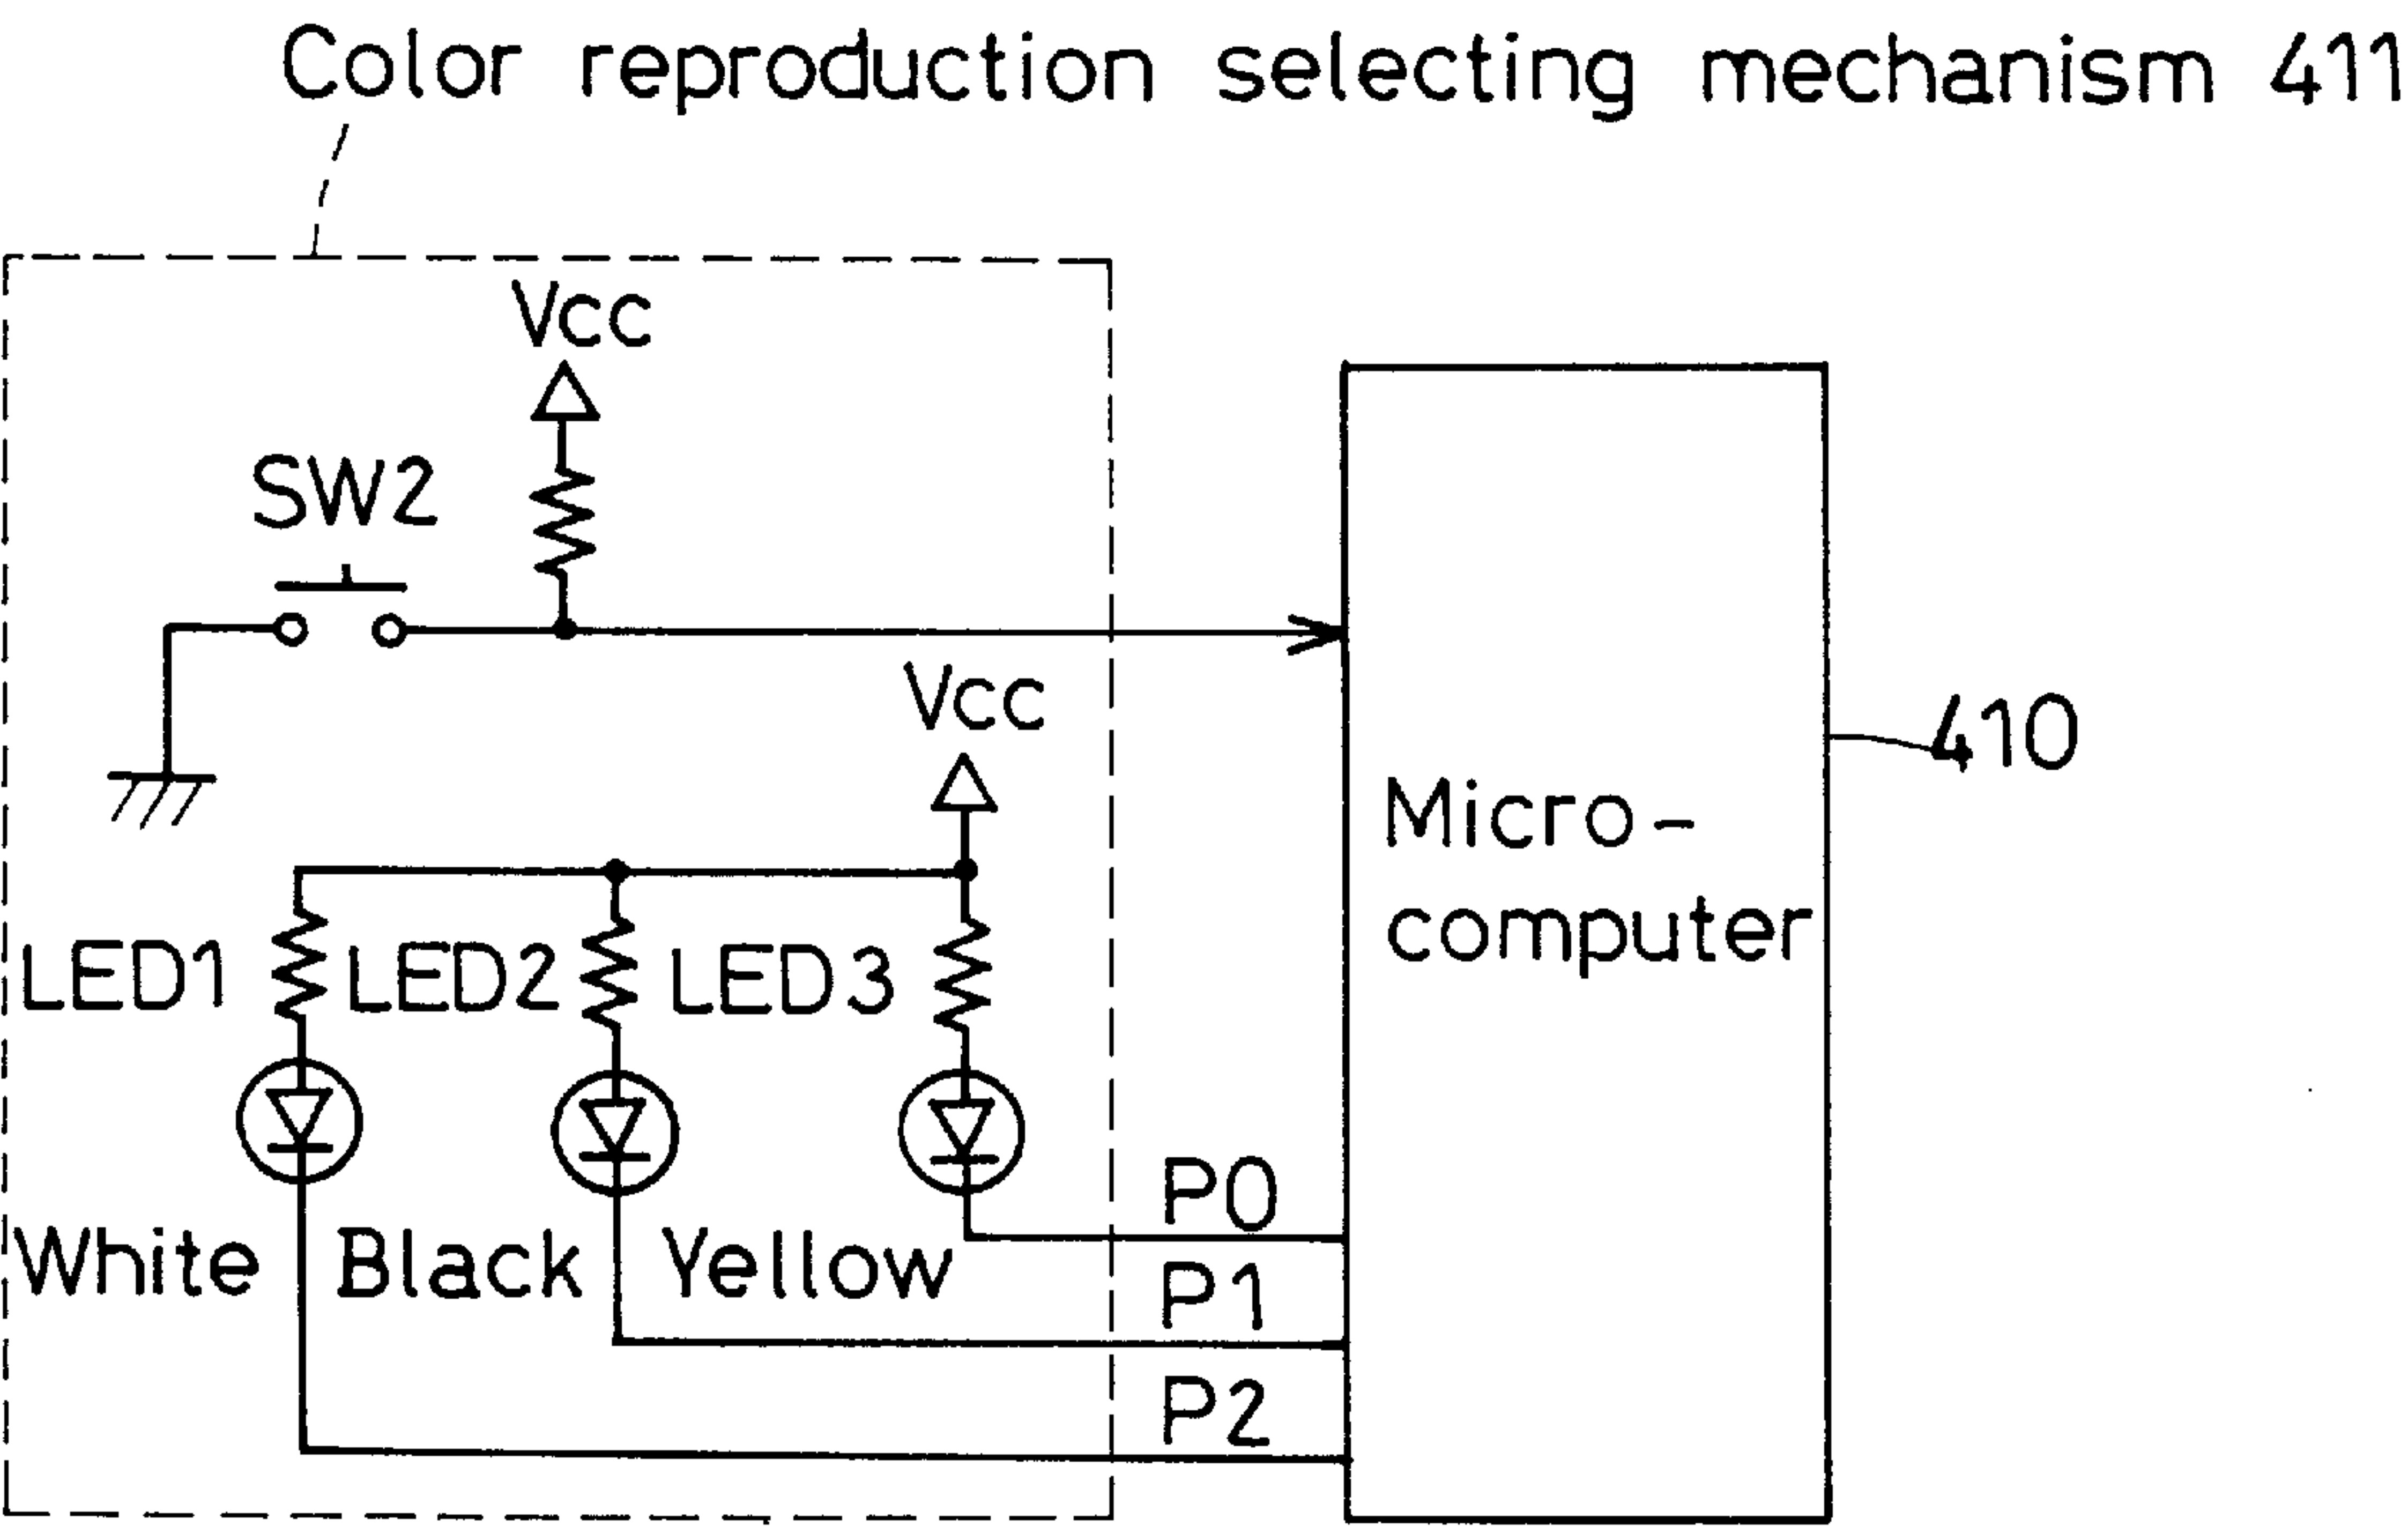 Color reproduction selecting mechanism 411
Vcc
SW2
Vcc
410
Micro-
computer
LED1 LED2 LED3
P0
White Black Yellow
P1
P2